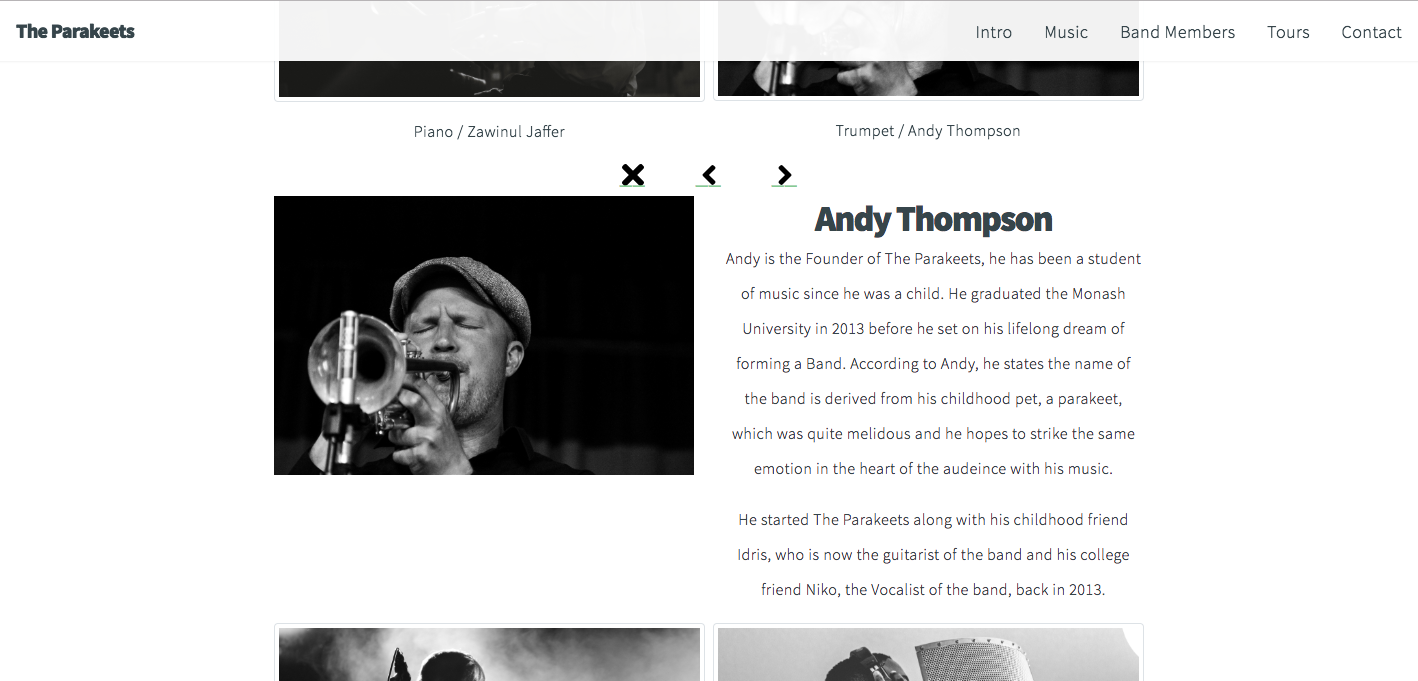 The Parakeets
Intro
Music
Band Members
Tours
Contact
Piano / Zawinul Jaffer
Trumpet / Andy Thompson
Andy Thompson
Andy is the Founder of The Parakeets, he has been a student
of music since he was a child. He graduated the Monash
University in 2013 before he set on his lifelong dream of
forming a Band. According to Andy, he states the name of
the band is derived from his childhood pet, a parakeet,
which was quite melidous and he hopes to strike the same
emotion in the heart of the audeince with his music.
He started The Parakeets along with his childhood friend
Idris, who is now the guitarist of the band and his college
friend Niko, the Vocalist of the band, back in 2013.